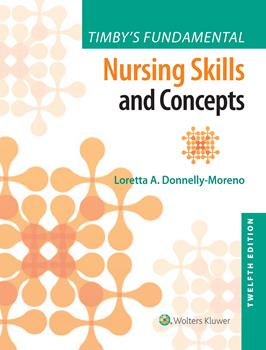 TIMBY'S FUNDAMENTAL
Nursing Skills
and Concepts
Loretta A. Donnelly-Moreno
TWELFTH EDITION
Wolters Kluwer